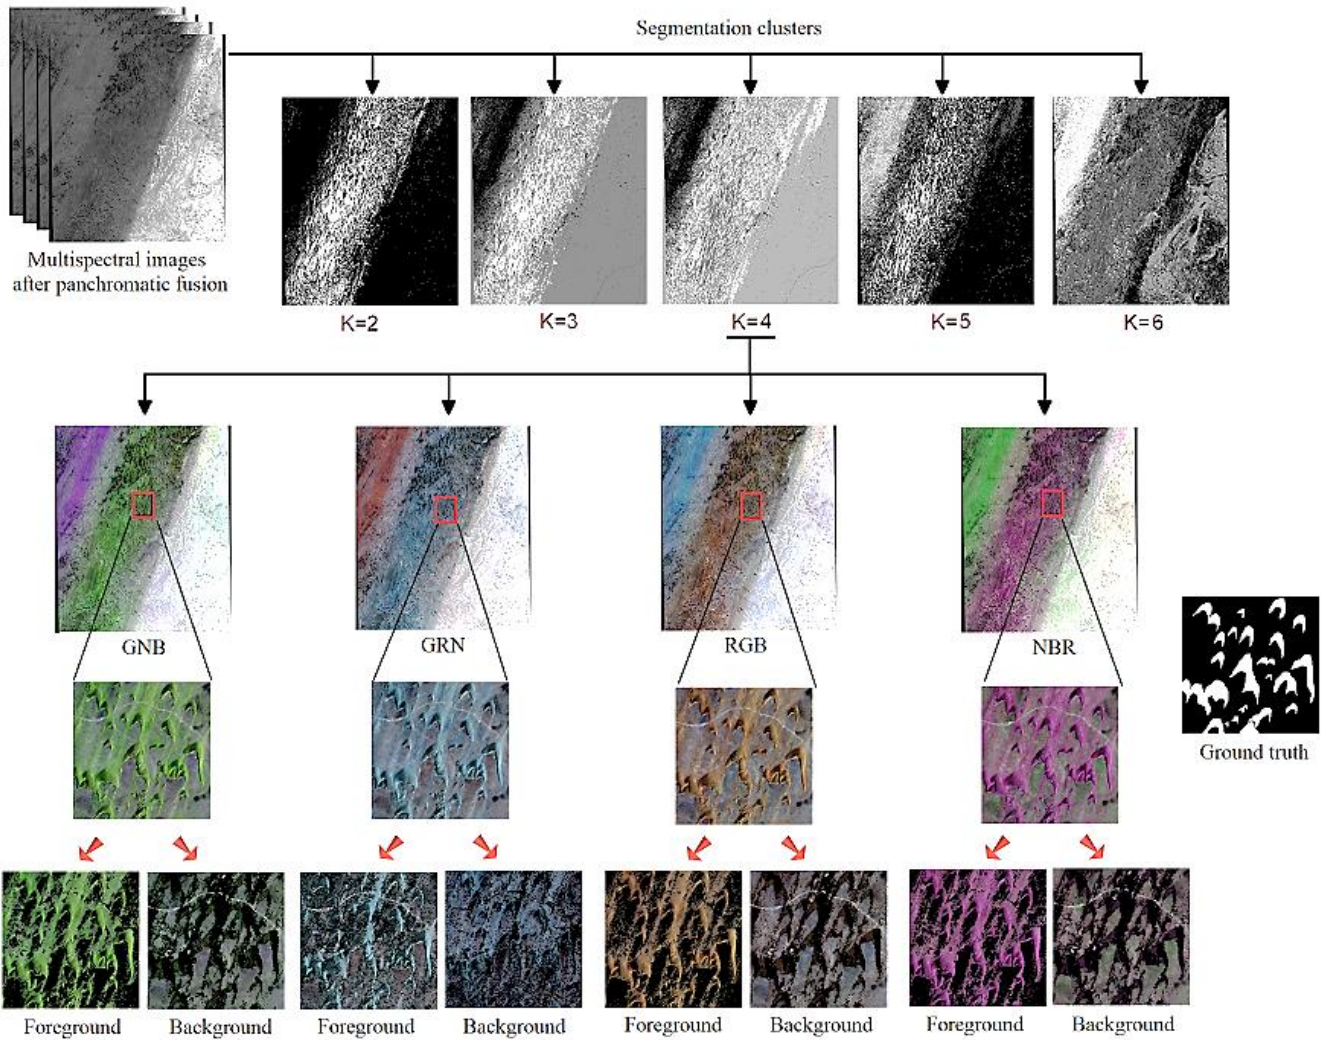 Segmentation clusters
Multispectral images
after panchromatic fusion
K=2
K=3
K=4
K=5
K=6
GNB
GRN
RGB
NBR
Ground truth
Foreground
Background
Foreground
Background
Foreground
Background
Foreground
Background